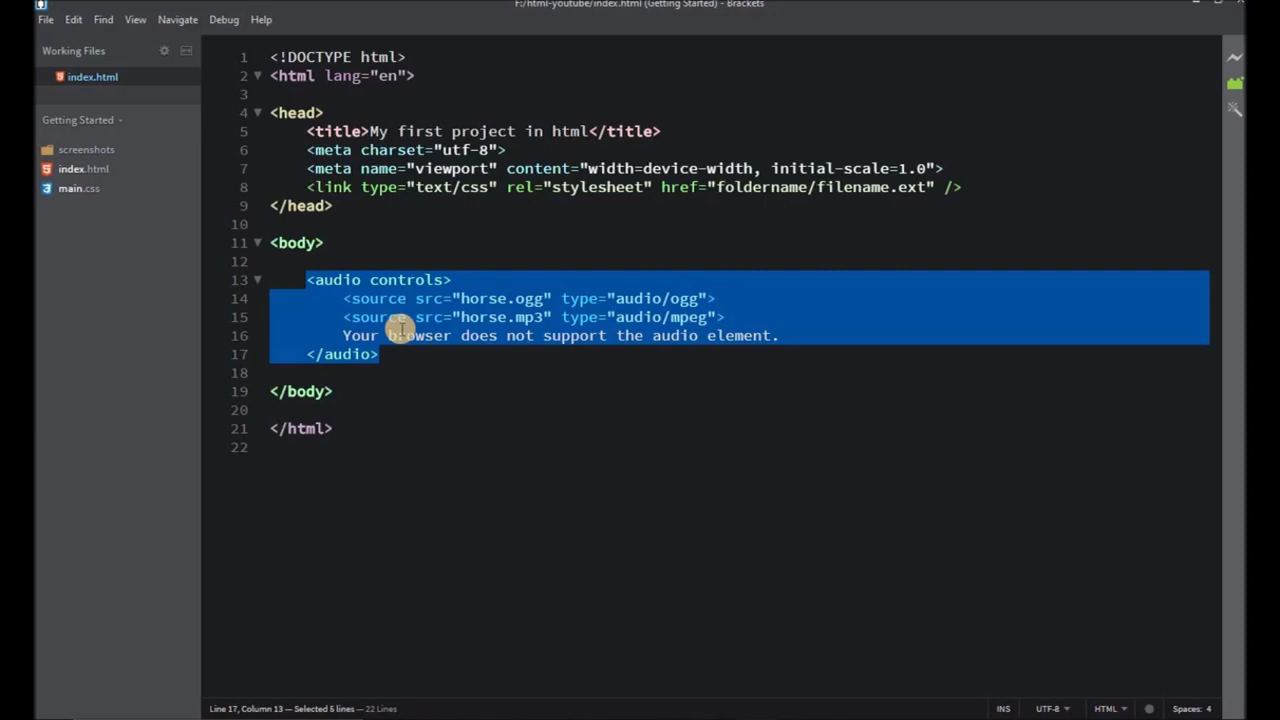 F:/html-youtube/index.html (Getting Started) - Brackets
File Edit Find View Navigate Debug Help
Working Files
index.html
Getting Started
screenshots
index.html
main.css
1 <!DOCTYPE html>
2 <html lang="en">
3
4 <head>
5 <title>My first project in html</title>
6 <meta charset="utf-8">
7 <meta name="viewport" content="width=device-width, initial-scale=1.0">
8 <link type="text/css" rel="stylesheet" href="foldername/filename.ext" />
9 </head>
10
11 <body>
12
13 <audio controls>
14 <source src="horse.ogg" type="audio/ogg">
15 <source src="horse.mp3" type="audio/mpeg">
16 Your browser does not support the audio element.
17 </audio>
18
19 </body>
20
21 </html>
22
Line 17, Column 13 — Selected 5 lines — 22 Lines INS UTF-8 HTML Spaces: 4